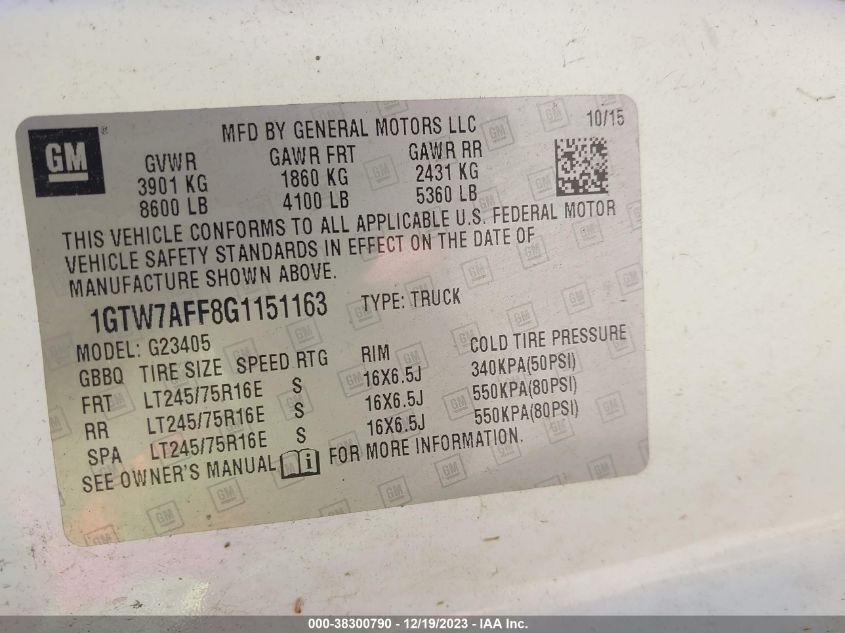 GM ® MFD BY GENERAL MOTORS LLC 10/15
GVWR GAWR FRT GAWR RR
3901 KG 1860 KG 2431 KG
8600 LB 4100 LB 5360 LB
THIS VEHICLE CONFORMS TO ALL APPLICABLE U.S. FEDERAL MOTOR
VEHICLE SAFETY STANDARDS IN EFFECT ON THE DATE OF
MANUFACTURE SHOWN ABOVE.
1GTW7AFF8G1151163 TYPE: TRUCK
MODEL: G23405
GBBQ TIRE SIZE SPEED RTG RIM COLD TIRE PRESSURE
FRT LT245/75R16E S 16X6.5J 340KPA(50PSI)
RR LT245/75R16E S 16X6.5J 550KPA(80PSI)
SPA LT245/75R16E S 16X6.5J 550KPA(80PSI)
SEE OWNER'S MANUAL i FOR MORE INFORMATION.
000-38300790 - 12/19/2023 - IAA Inc.